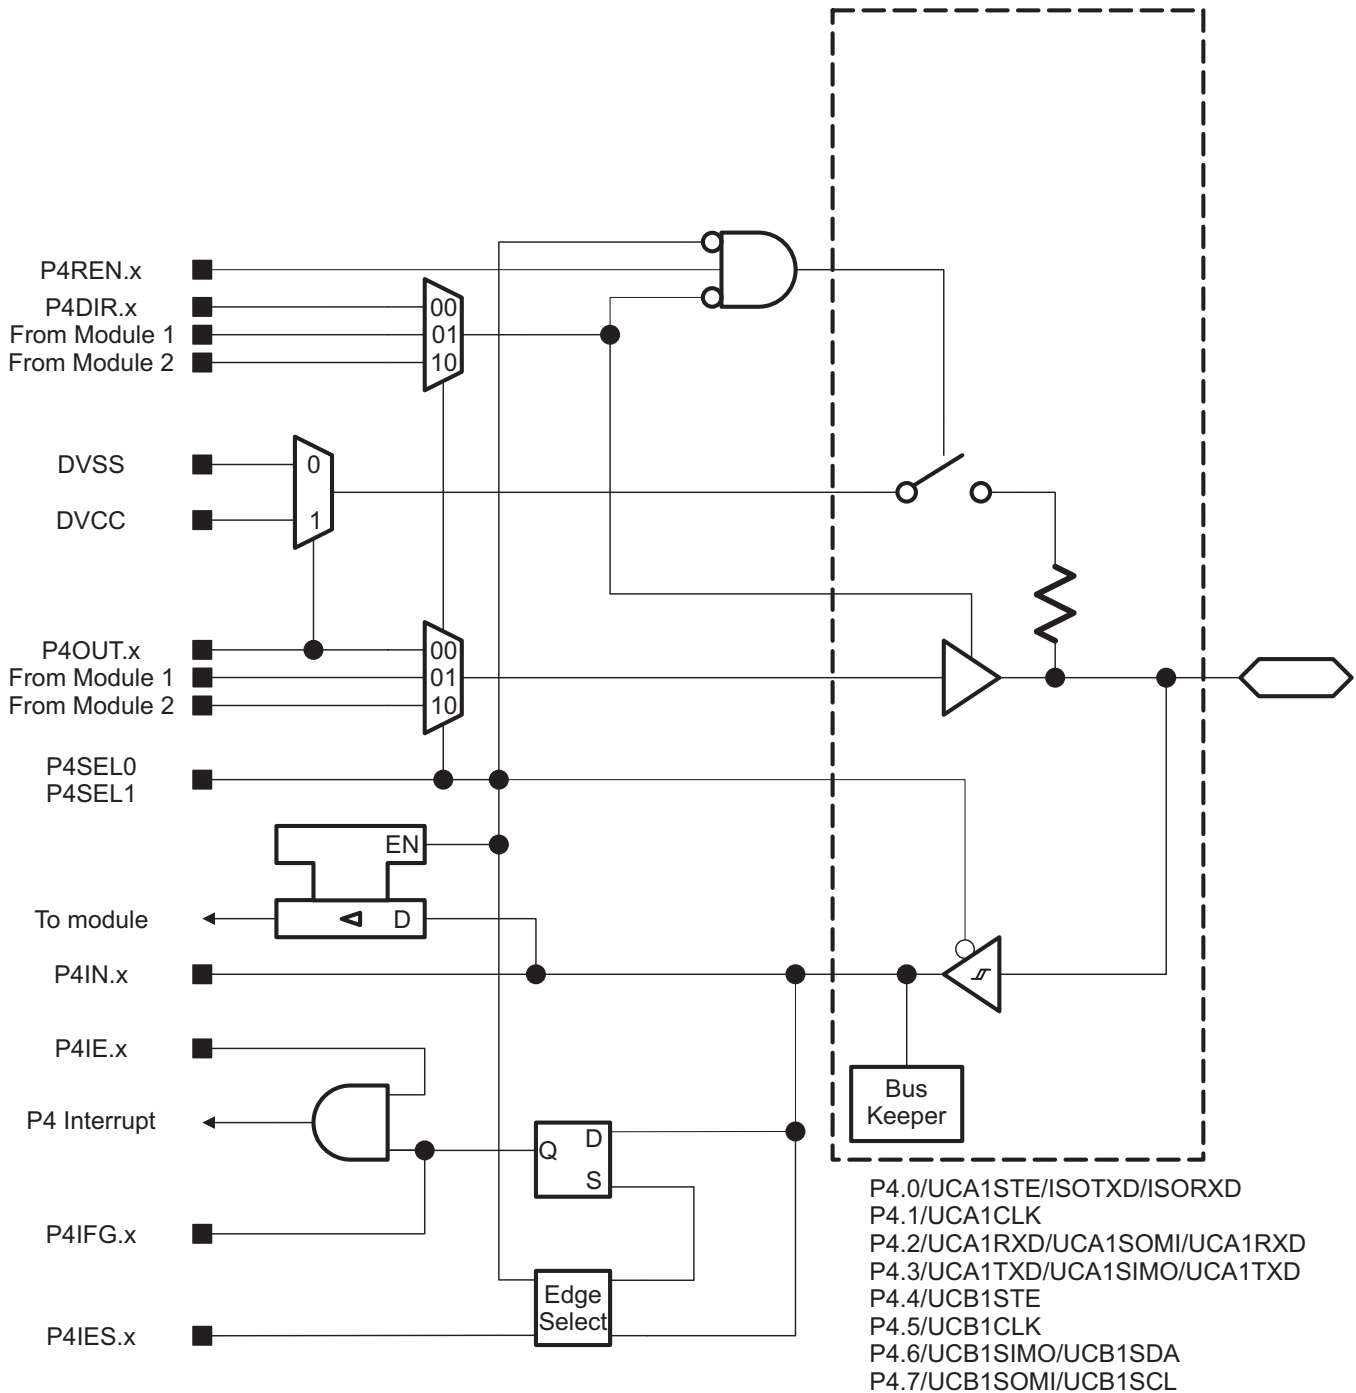 P4REN.x
P4DIR.x
From Module 1
From Module 2
00
01
10
DVSS
DVCC
0
1
P4OUT.x
From Module 1
From Module 2
00
01
10
P4SEL0
P4SEL1
EN
To module
D
P4IN.x
P4IE.x
Bus
Keeper
P4 Interrupt
Q
D
S
P4IFG.x
Edge
Select
P4IES.x
P4.0/UCA1STE/ISOTXD/ISORXD
P4.1/UCA1CLK
P4.2/UCA1RXD/UCA1SOMI/UCA1RXD
P4.3/UCA1TXD/UCA1SIMO/UCA1TXD
P4.4/UCB1STE
P4.5/UCB1CLK
P4.6/UCB1SIMO/UCB1SDA
P4.7/UCB1SOMI/UCB1SCL